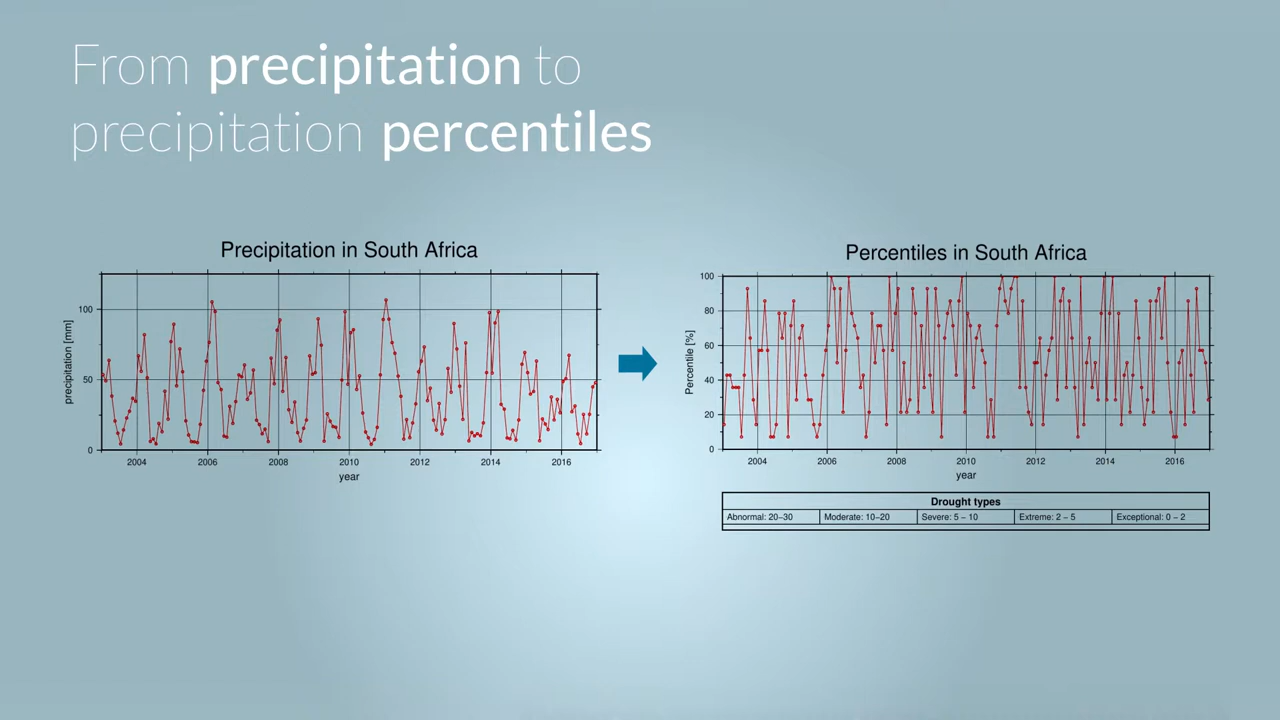 From precipitation to
precipitation percentiles
Precipitation in South Africa
precipitation [mm]
100
50
0
2004 2006 2008 2010 2012 2014 2016
year
Percentiles in South Africa
Percentile [%]
100
80
60
40
20
0
2004 2006 2008 2010 2012 2014 2016
year
Drought types
Abnormal: 20–30 Moderate: 10–20 Severe: 5 – 10 Extreme: 2 – 5 Exceptional: 0 – 2